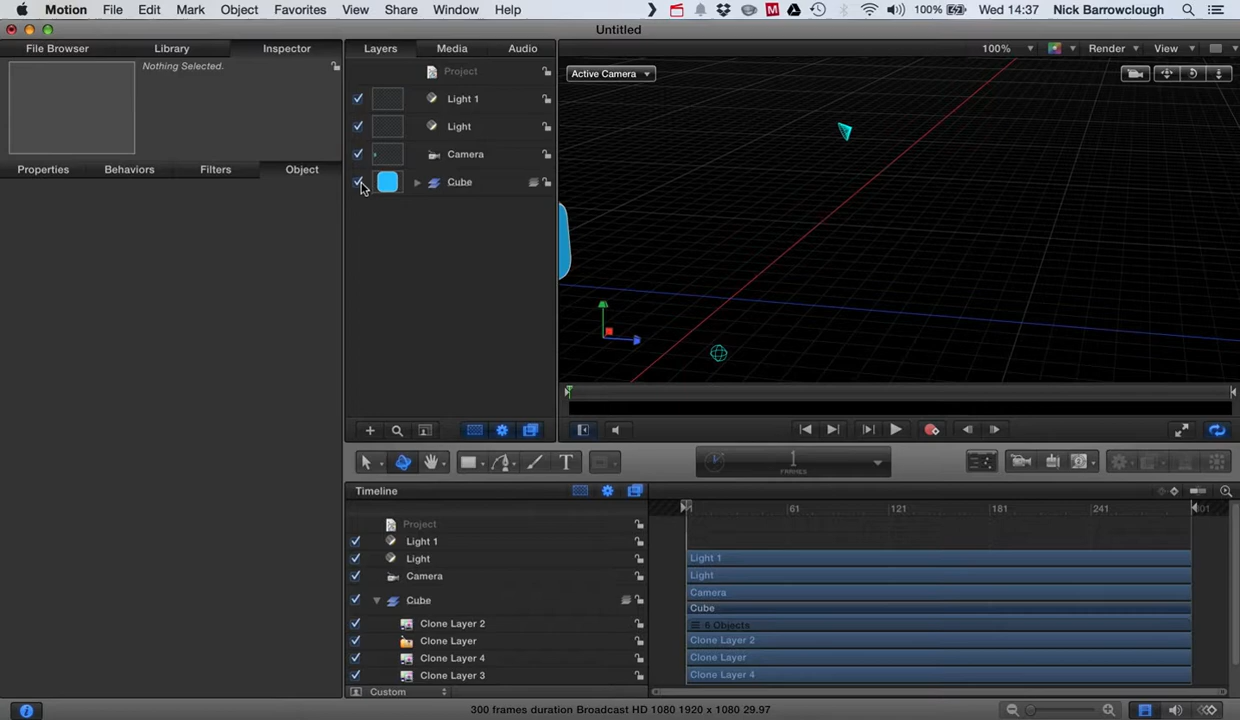 Motion File Edit Mark Object Favorites View Share Window Help 100% Wed 14:37 Nick Barrowclough
Untitled
File Browser Library Inspector Layers Media Audio 100% Render View
Nothing Selected.
Project
Active Camera
Light 1
Light
Camera
Properties Behaviors Filters Object
Cube
T 1
FRAMES
Timeline
1 61 121 181 241 301
Project
Light 1
Light 1
Light
Light
Camera
Camera
Cube
Cube
6 Objects
Clone Layer 2
Clone Layer 2
Clone Layer
Clone Layer
Clone Layer 4
Clone Layer 4
Clone Layer 3
Custom
300 frames duration Broadcast HD 1080 1920 x 1080 29.97